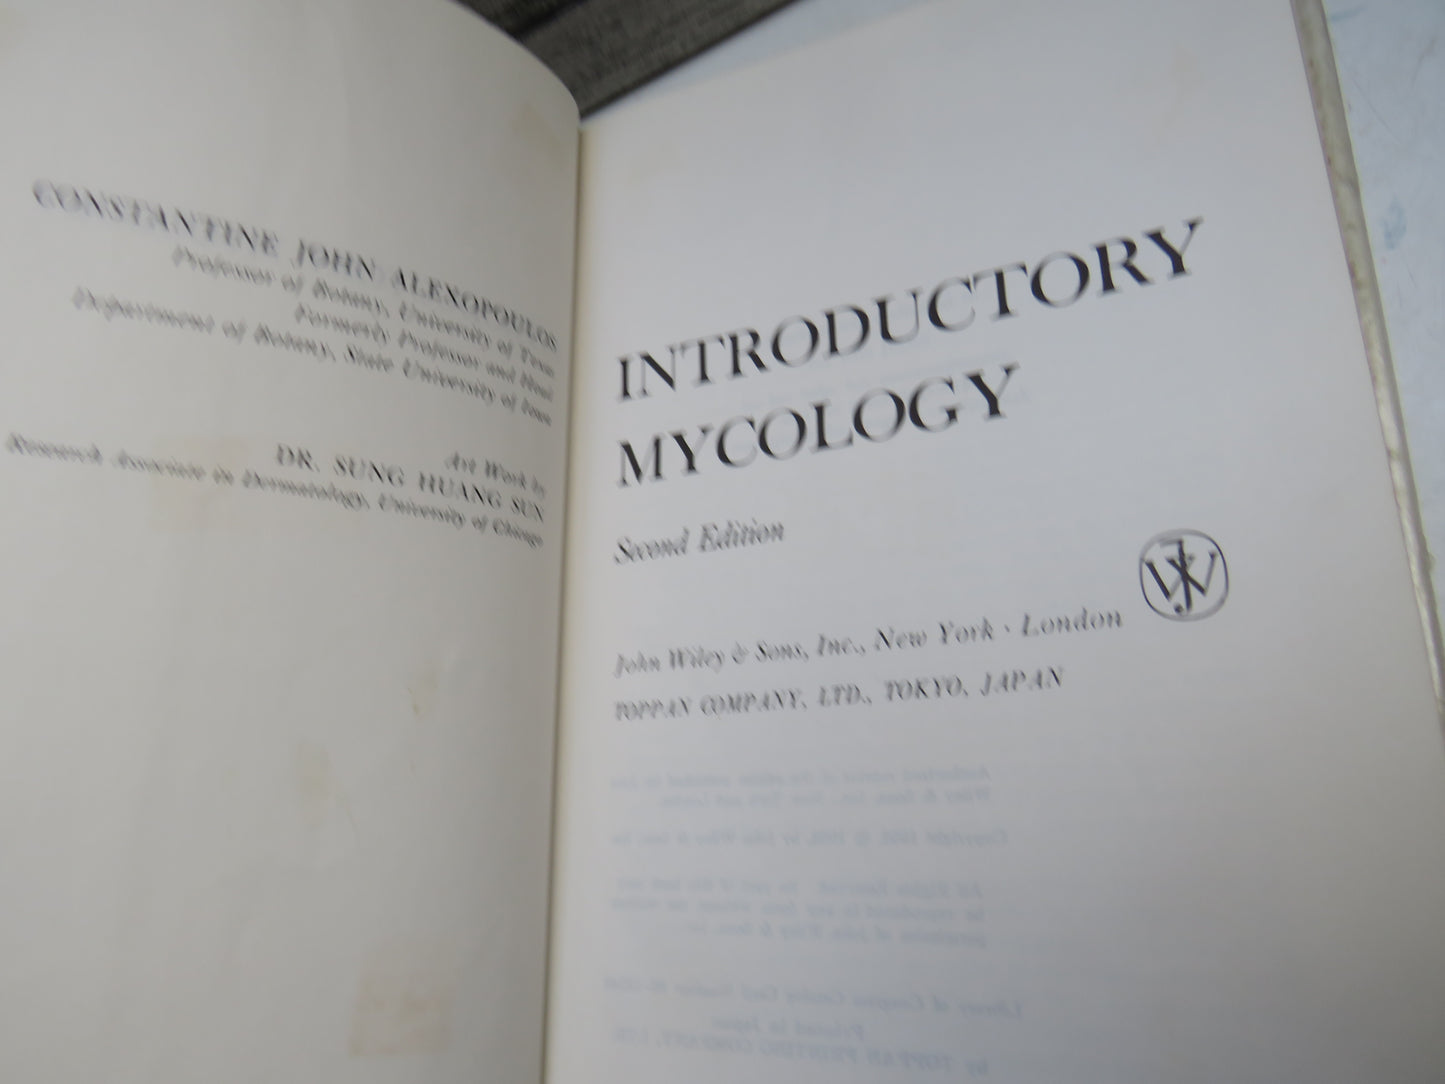 CONSTANTINE JOHN ALEXOPOULOS
Professor of Botany, University of Texas
Formerly Professor and Head
Department of Botany, State University of Iowa
Art Work by
DR. SUNG HUANG SUN
Research Associate in Dermatology, University of Chicago
INTRODUCTORY
MYCOLOGY
Second Edition
John Wiley & Sons, Inc., New York · London
TOPPAN COMPANY, LTD., TOKYO, JAPAN
JW